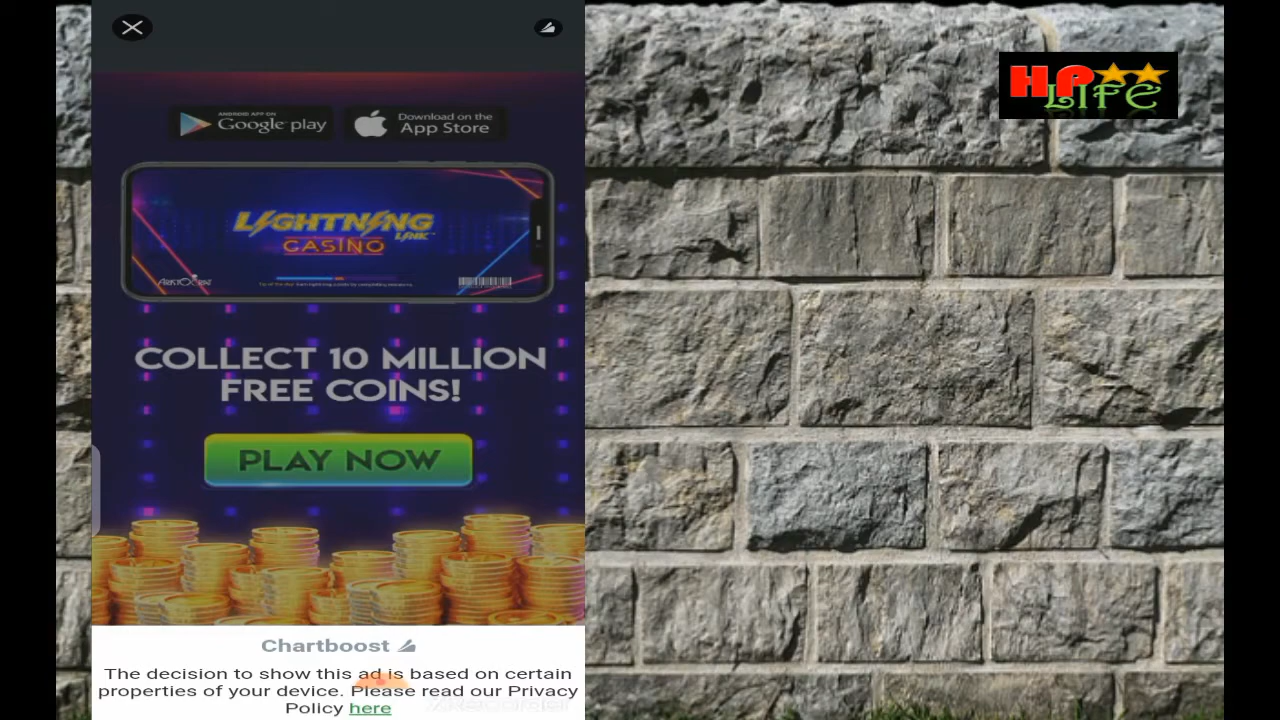 HP
LIFE
ANDROID APP ON
Google play
Download on the
App Store
LIGHTNING
LINK
CASINO
ARISTOCRAT
COLLECT 10 MILLION
FREE COINS!
PLAY NOW
Chartboost
The decision to show this ad is based on certain
properties of your device. Please read our Privacy
Policy here